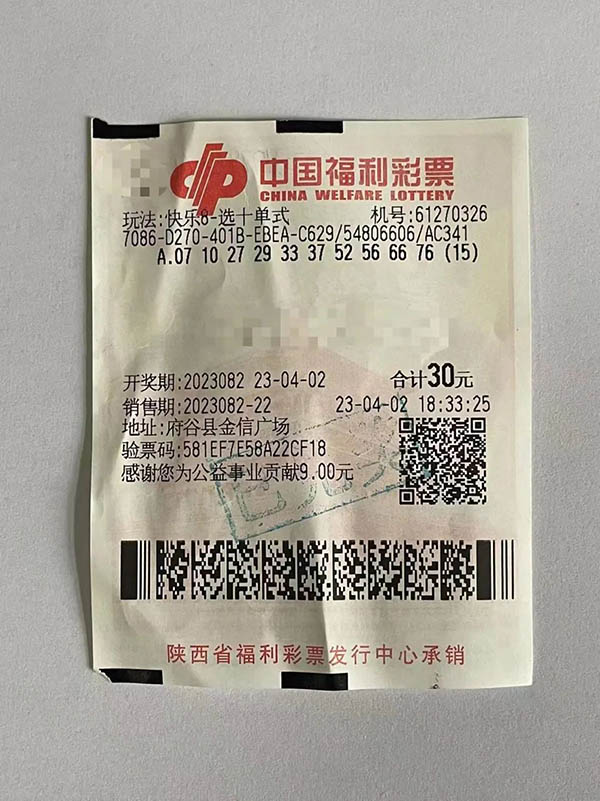 中国福利彩票
CHINA WELFARE LOTTERY
玩法:快乐8-选十单式 机号:61270326
7086-D270-401B-EBEA-C629/54806606/AC341
A.07 10 27 29 33 37 52 56 66 76 (15)
开奖期:2023082 23-04-02 合计30元
销售期:2023082-22 23-04-02 18:33:25
地址:府谷县金信广场
验票码:581EF7E58A22CF18
感谢您为公益事业贡献9.00元
陕西省福利彩票发行中心承销